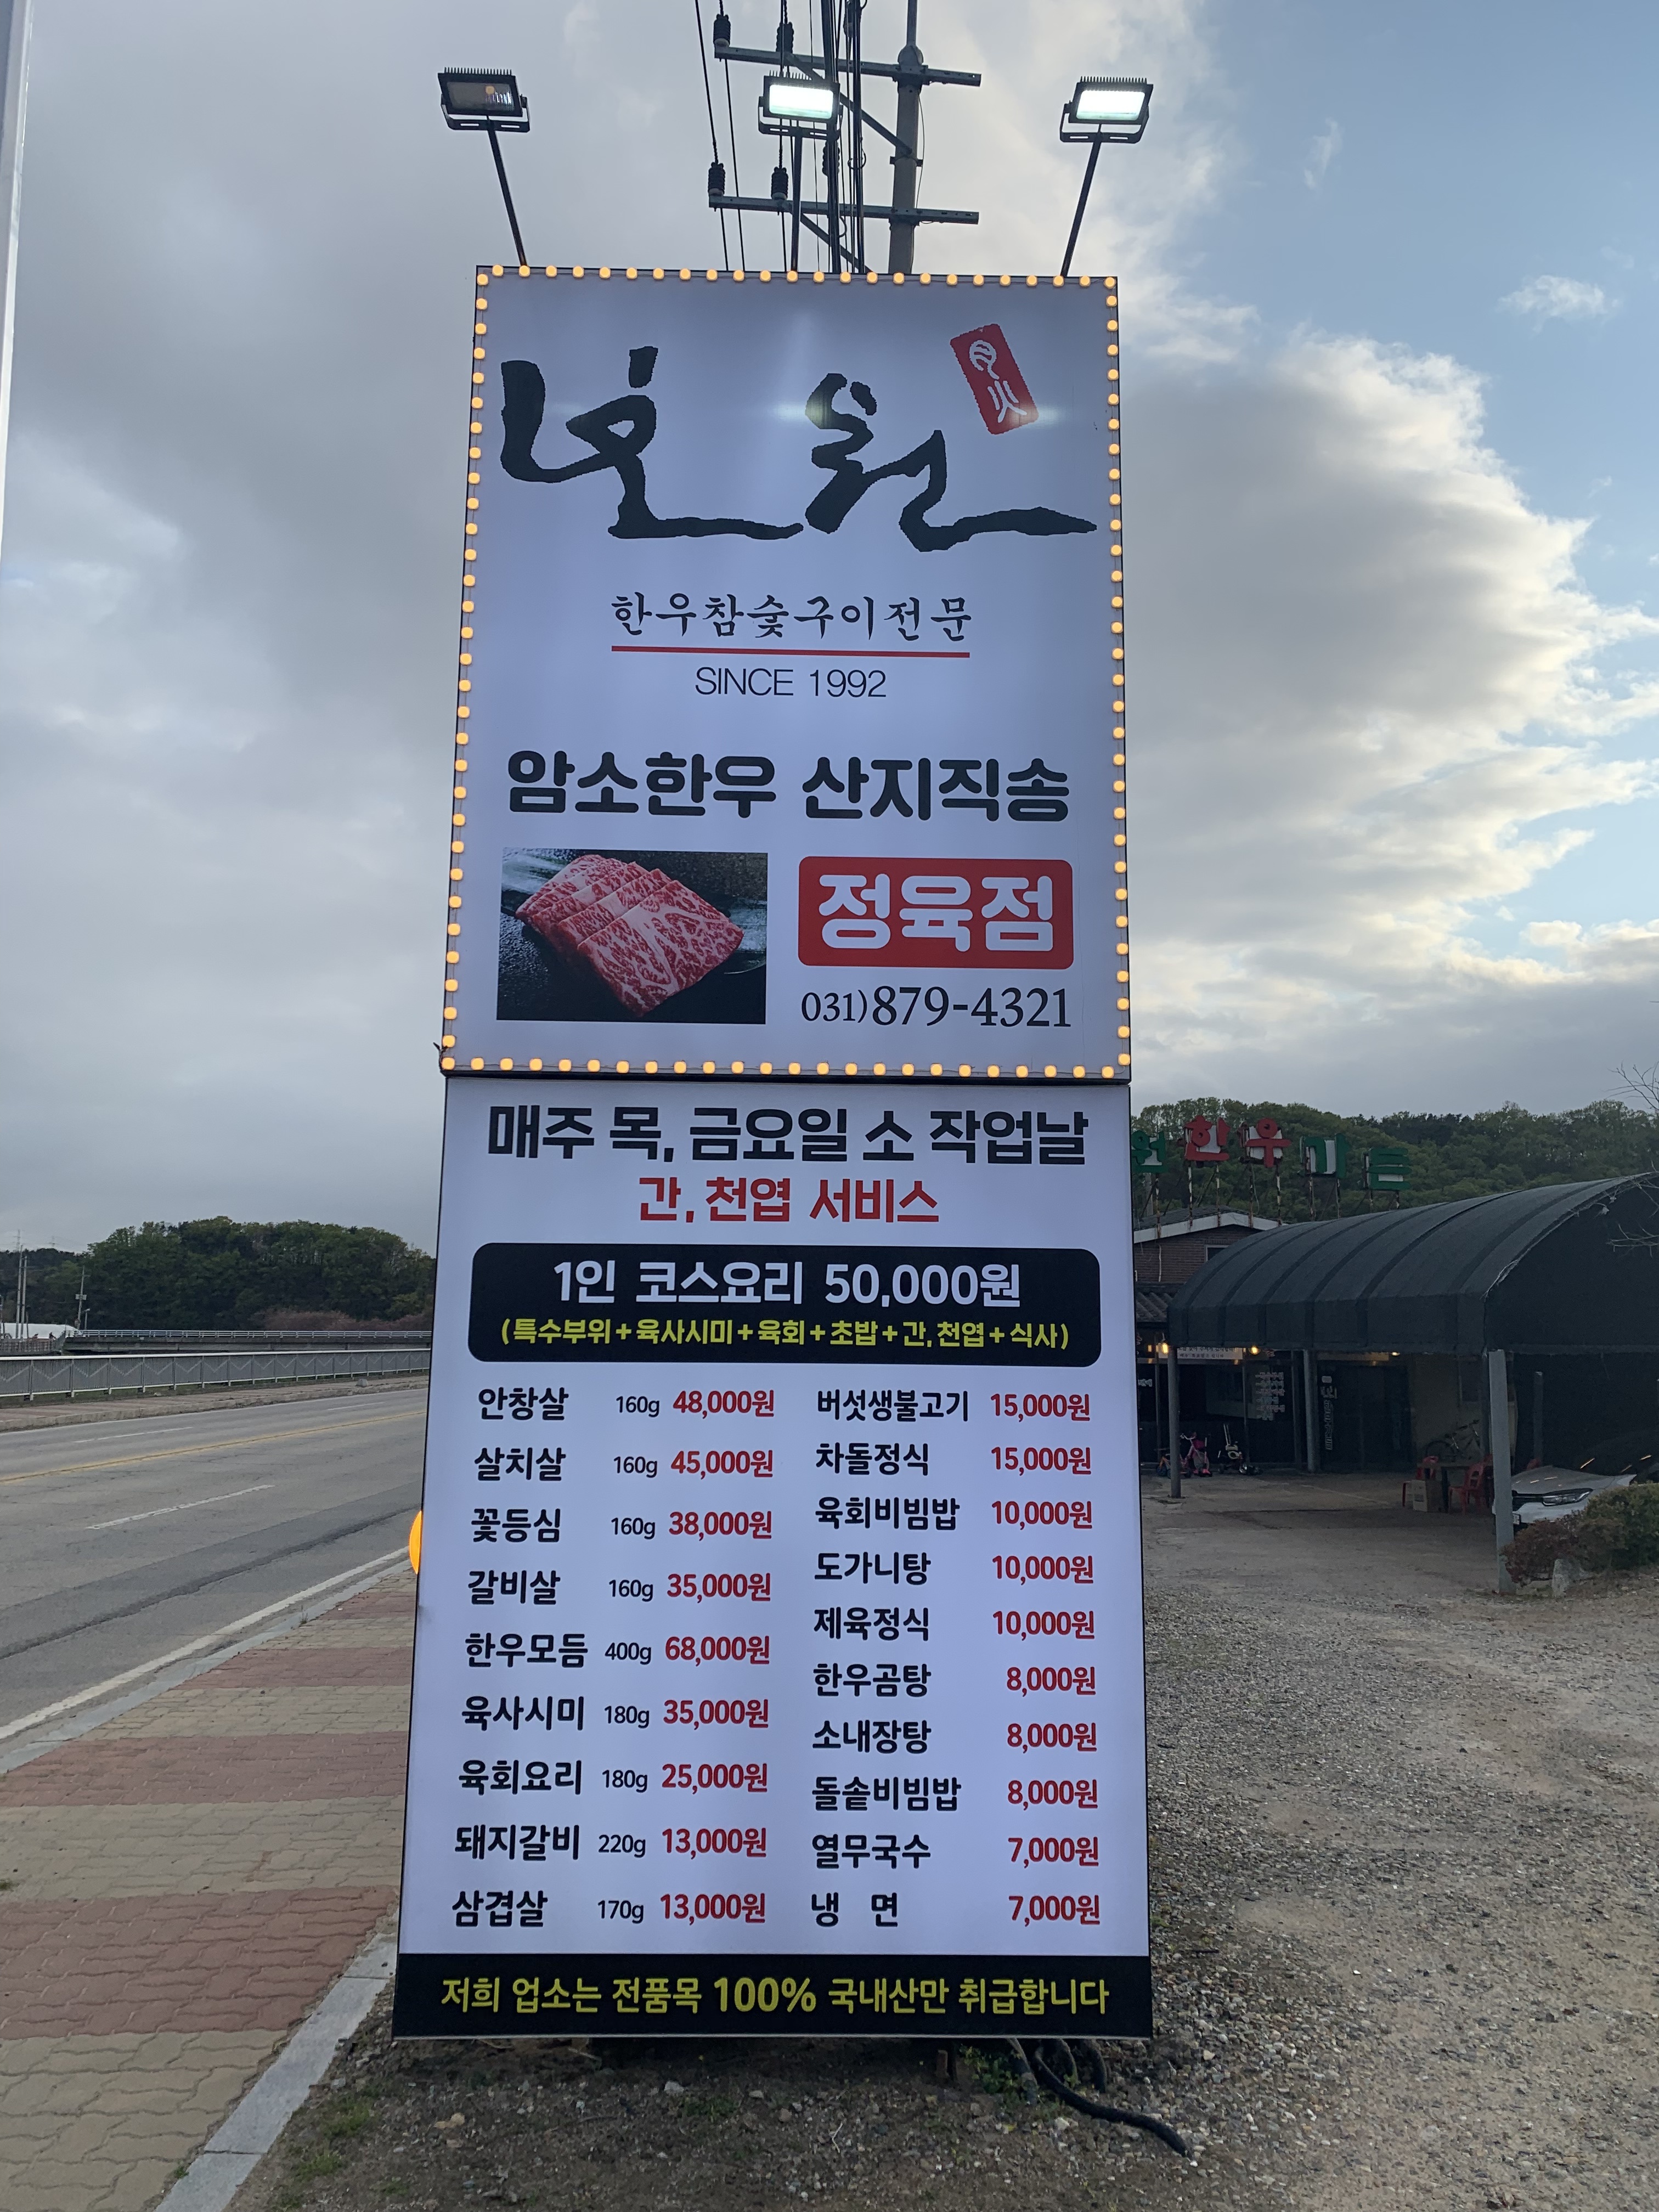 한우참숯구이전문
SINCE 1992
암소한우 산지직송
정육점
031)879-4321
매주 목, 금요일 소 작업날
간, 천엽 서비스
1인 코스요리 50,000원
(특수부위+육사시미+육회+초밥+간,천엽+식사)
안창살 160g 48,000원
살치살 160g 45,000원
꽃등심 160g 38,000원
갈비살 160g 35,000원
한우모듬 400g 68,000원
육사시미 180g 35,000원
육회요리 180g 25,000원
돼지갈비 220g 13,000원
삼겹살 170g 13,000원
버섯생불고기 15,000원
차돌정식 15,000원
육회비빔밥 10,000원
도가니탕 10,000원
제육정식 10,000원
한우곰탕 8,000원
소내장탕 8,000원
돌솥비빔밥 8,000원
열무국수 7,000원
냉 면 7,000원
저희 업소는 전품목 100% 국내산만 취급합니다
원한우가든